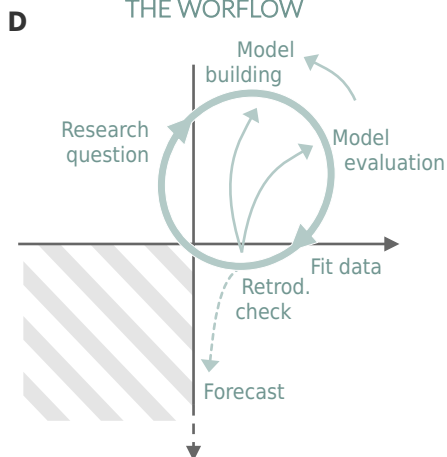 D
THE WORFLOW
Model
building
Research
question
Model
evaluation
Fit data
Retrod.
check
Forecast